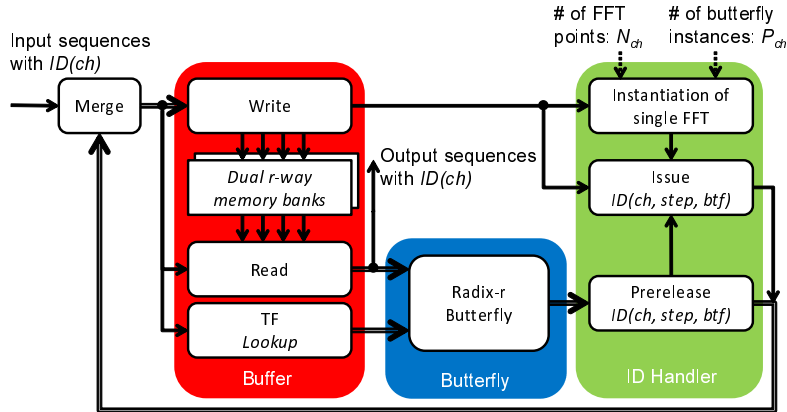 Input sequences
with ID(ch)
# of FFT
points: N_ch
# of butterfly
instances: P_ch
Merge
Write
Instantiation of
single FFT
Output sequences
with ID(ch)
Dual r-way
memory banks
Issue
ID(ch, step, btf)
Read
Radix-r
Butterfly
Prerelease
ID(ch, step, btf)
TF
Lookup
Buffer
Butterfly
ID Handler